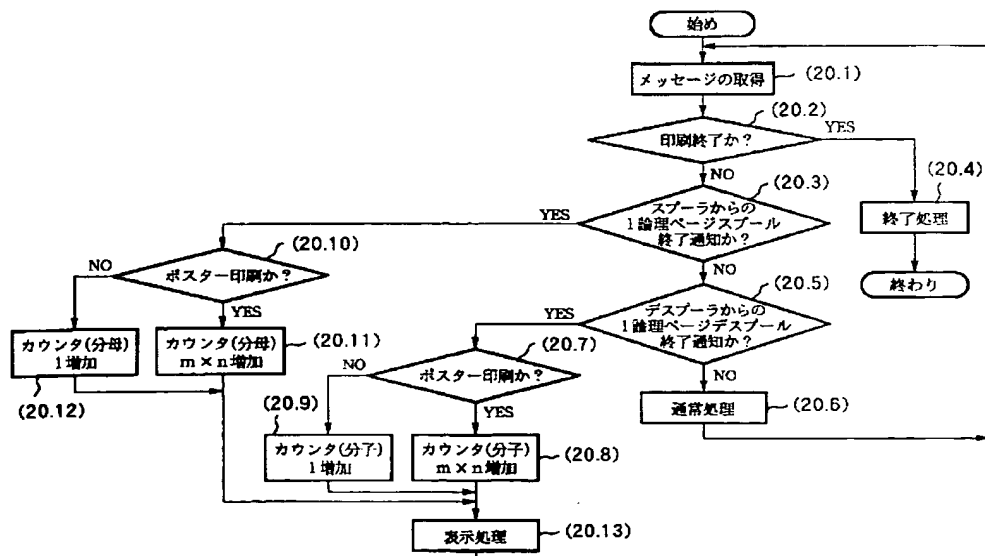 始め
メッセージの取得
(20.1)
印刷終了か?
(20.2)
YES
NO
(20.4)
終了処理
終わり
スプーラからの
1論理ページスプール
終了通知か?
(20.3)
YES
NO
(20.10)
ポスター印刷か?
NO
YES
カウンタ(分母)
1増加
(20.12)
カウンタ(分母)
m×n増加
(20.11)
デスプーラからの
1論理ページデスプール
終了通知か?
(20.5)
YES
NO
(20.7)
ポスター印刷か?
NO
YES
(20.9)
カウンタ(分子)
1増加
カウンタ(分子)
m×n増加
(20.8)
通常処理
(20.6)
表示処理
(20.13)